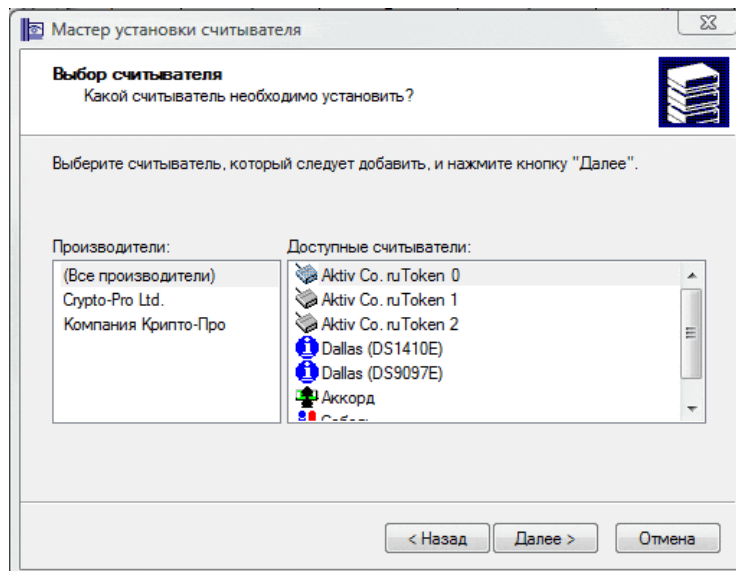 Мастер установки считывателя
Выбор считывателя
Какой считыватель необходимо установить?
Выберите считыватель, который следует добавить, и нажмите кнопку "Далее".
Производители:
(Все производители)
Crypto-Pro Ltd.
Компания Крипто-Про
Доступные считыватели:
Aktiv Co. ruToken 0
Aktiv Co. ruToken 1
Aktiv Co. ruToken 2
Dallas (DS1410E)
Dallas (DS9097E)
Аккорд
< Назад
Далее >
Отмена